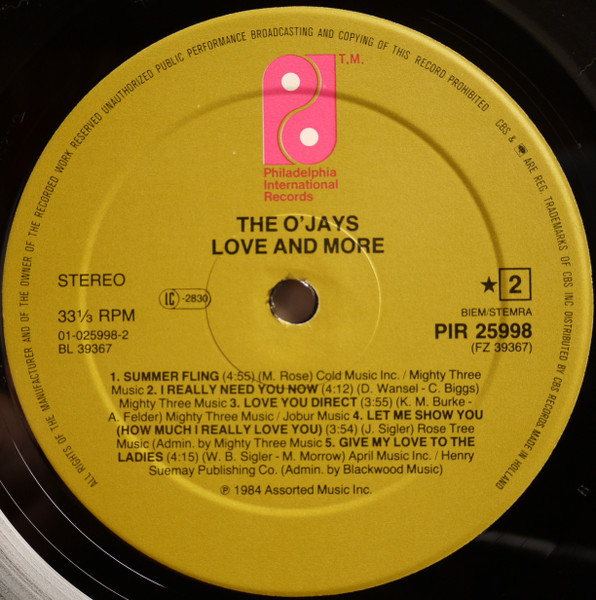 ALL RIGHTS OF THE MANUFACTURER AND OF THE OWNER OF THE RECORDED WORK RESERVED UNAUTHORIZED PUBLIC PERFORMANCE BROADCASTING AND COPYING OF THIS RECORD PROHIBITED
CBS & ARE REG. TRADEMARKS OF CBS INC DISTRIBUTED BY CBS RECORDS MADE IN HOLLAND
T.M.
Philadelphia
International
Records
THE O'JAYS
LOVE AND MORE
STEREO
33⅓ RPM
01-025998-2
BL 39367
LC -2830
★ 2
BIEM/STEMRA
PIR 25998
(FZ 39367)
1. SUMMER FLING (4:55) (M. Rose) Cold Music Inc. / Mighty Three
Music 2. I REALLY NEED YOU NOW (4:12) (D. Wansel - C. Biggs)
Mighty Three Music 3. LOVE YOU DIRECT (3:55) (K. M. Burke -
A. Felder) Mighty Three Music / Jobur Music 4. LET ME SHOW YOU
(HOW MUCH I REALLY LOVE YOU) (3:54) (J. Sigler) Rose Tree
Music (Admin. by Mighty Three Music) 5. GIVE MY LOVE TO THE
LADIES (4:15) (W. B. Sigler - M. Morrow) April Music Inc. / Henry
Suemay Publishing Co. (Admin. by Blackwood Music)
℗ 1984 Assorted Music Inc.